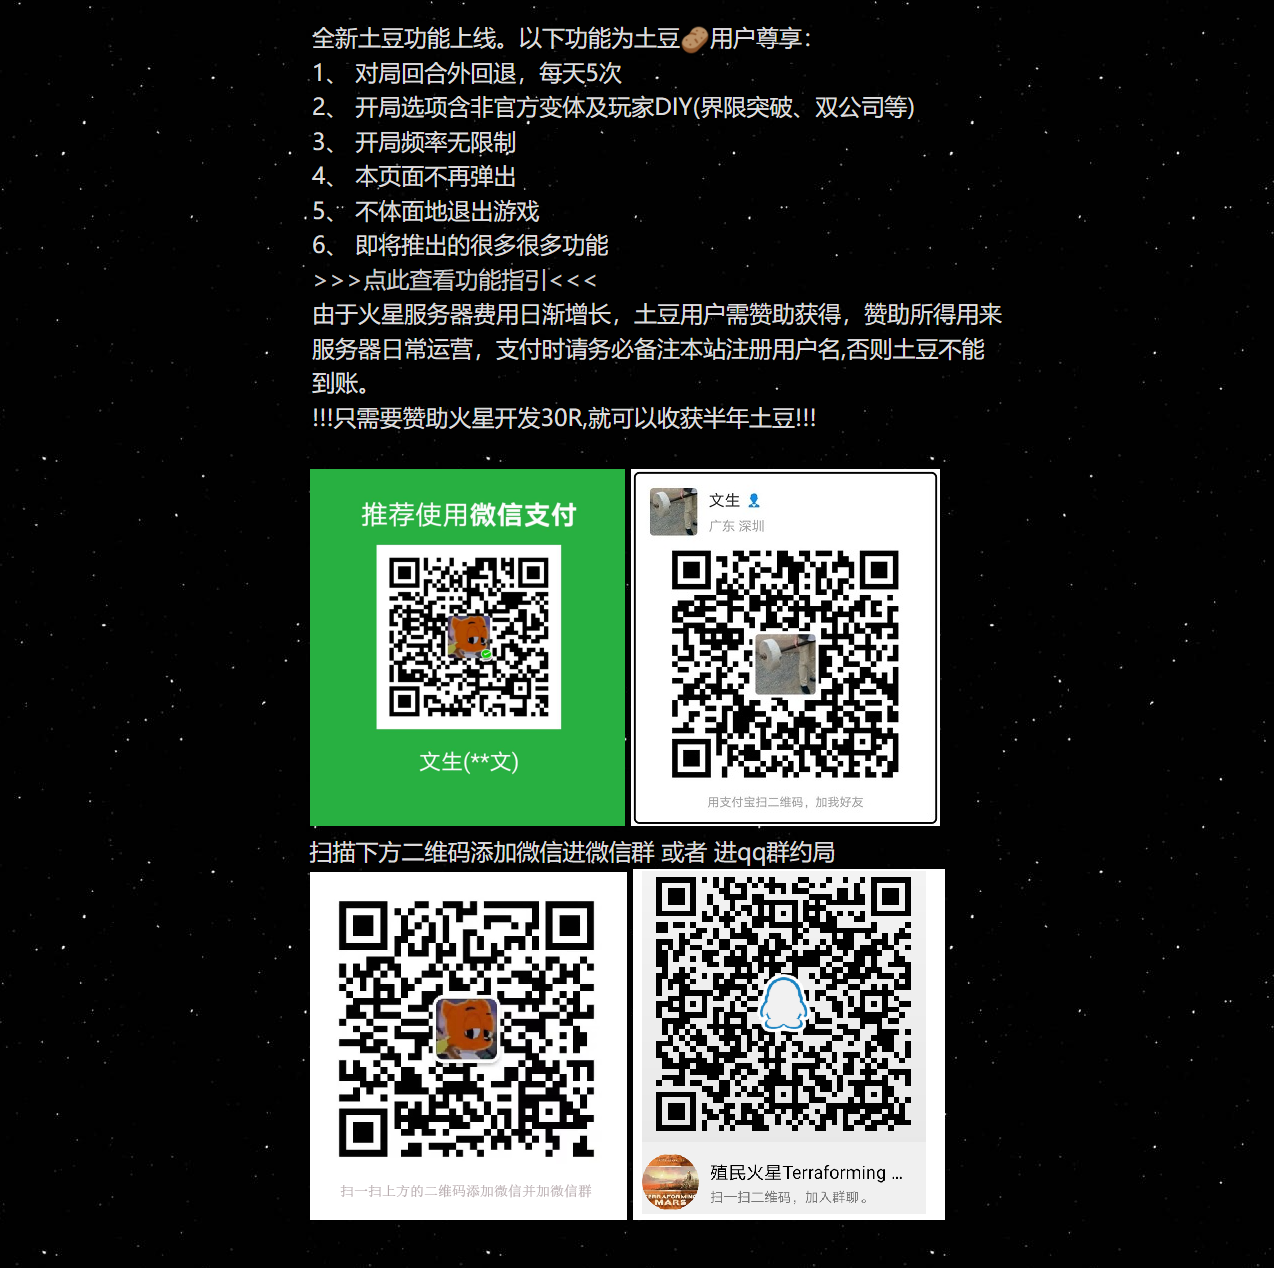 全新土豆功能上线。以下功能为土豆🥔用户尊享：
1、 对局回合外回退，每天5次
2、 开局选项含非官方变体及玩家DIY(界限突破、双公司等)
3、 开局频率无限制
4、 本页面不再弹出
5、 不体面地退出游戏
6、 即将推出的很多很多功能
>>>点此查看功能指引<<<
由于火星服务器费用日渐增长，土豆用户需赞助获得，赞助所得用来
服务器日常运营，支付时请务必备注本站注册用户名,否则土豆不能
到账。
!!!只需要赞助火星开发30R,就可以收获半年土豆!!!
推荐使用微信支付
文生(**文)
文生
广东 深圳
用支付宝扫二维码，加我好友
扫描下方二维码添加微信进微信群 或者 进qq群约局
扫一扫上方的二维码添加微信并加微信群
TERRAFORMING
MARS
殖民火星Terraforming ...
扫一扫二维码，加入群聊。